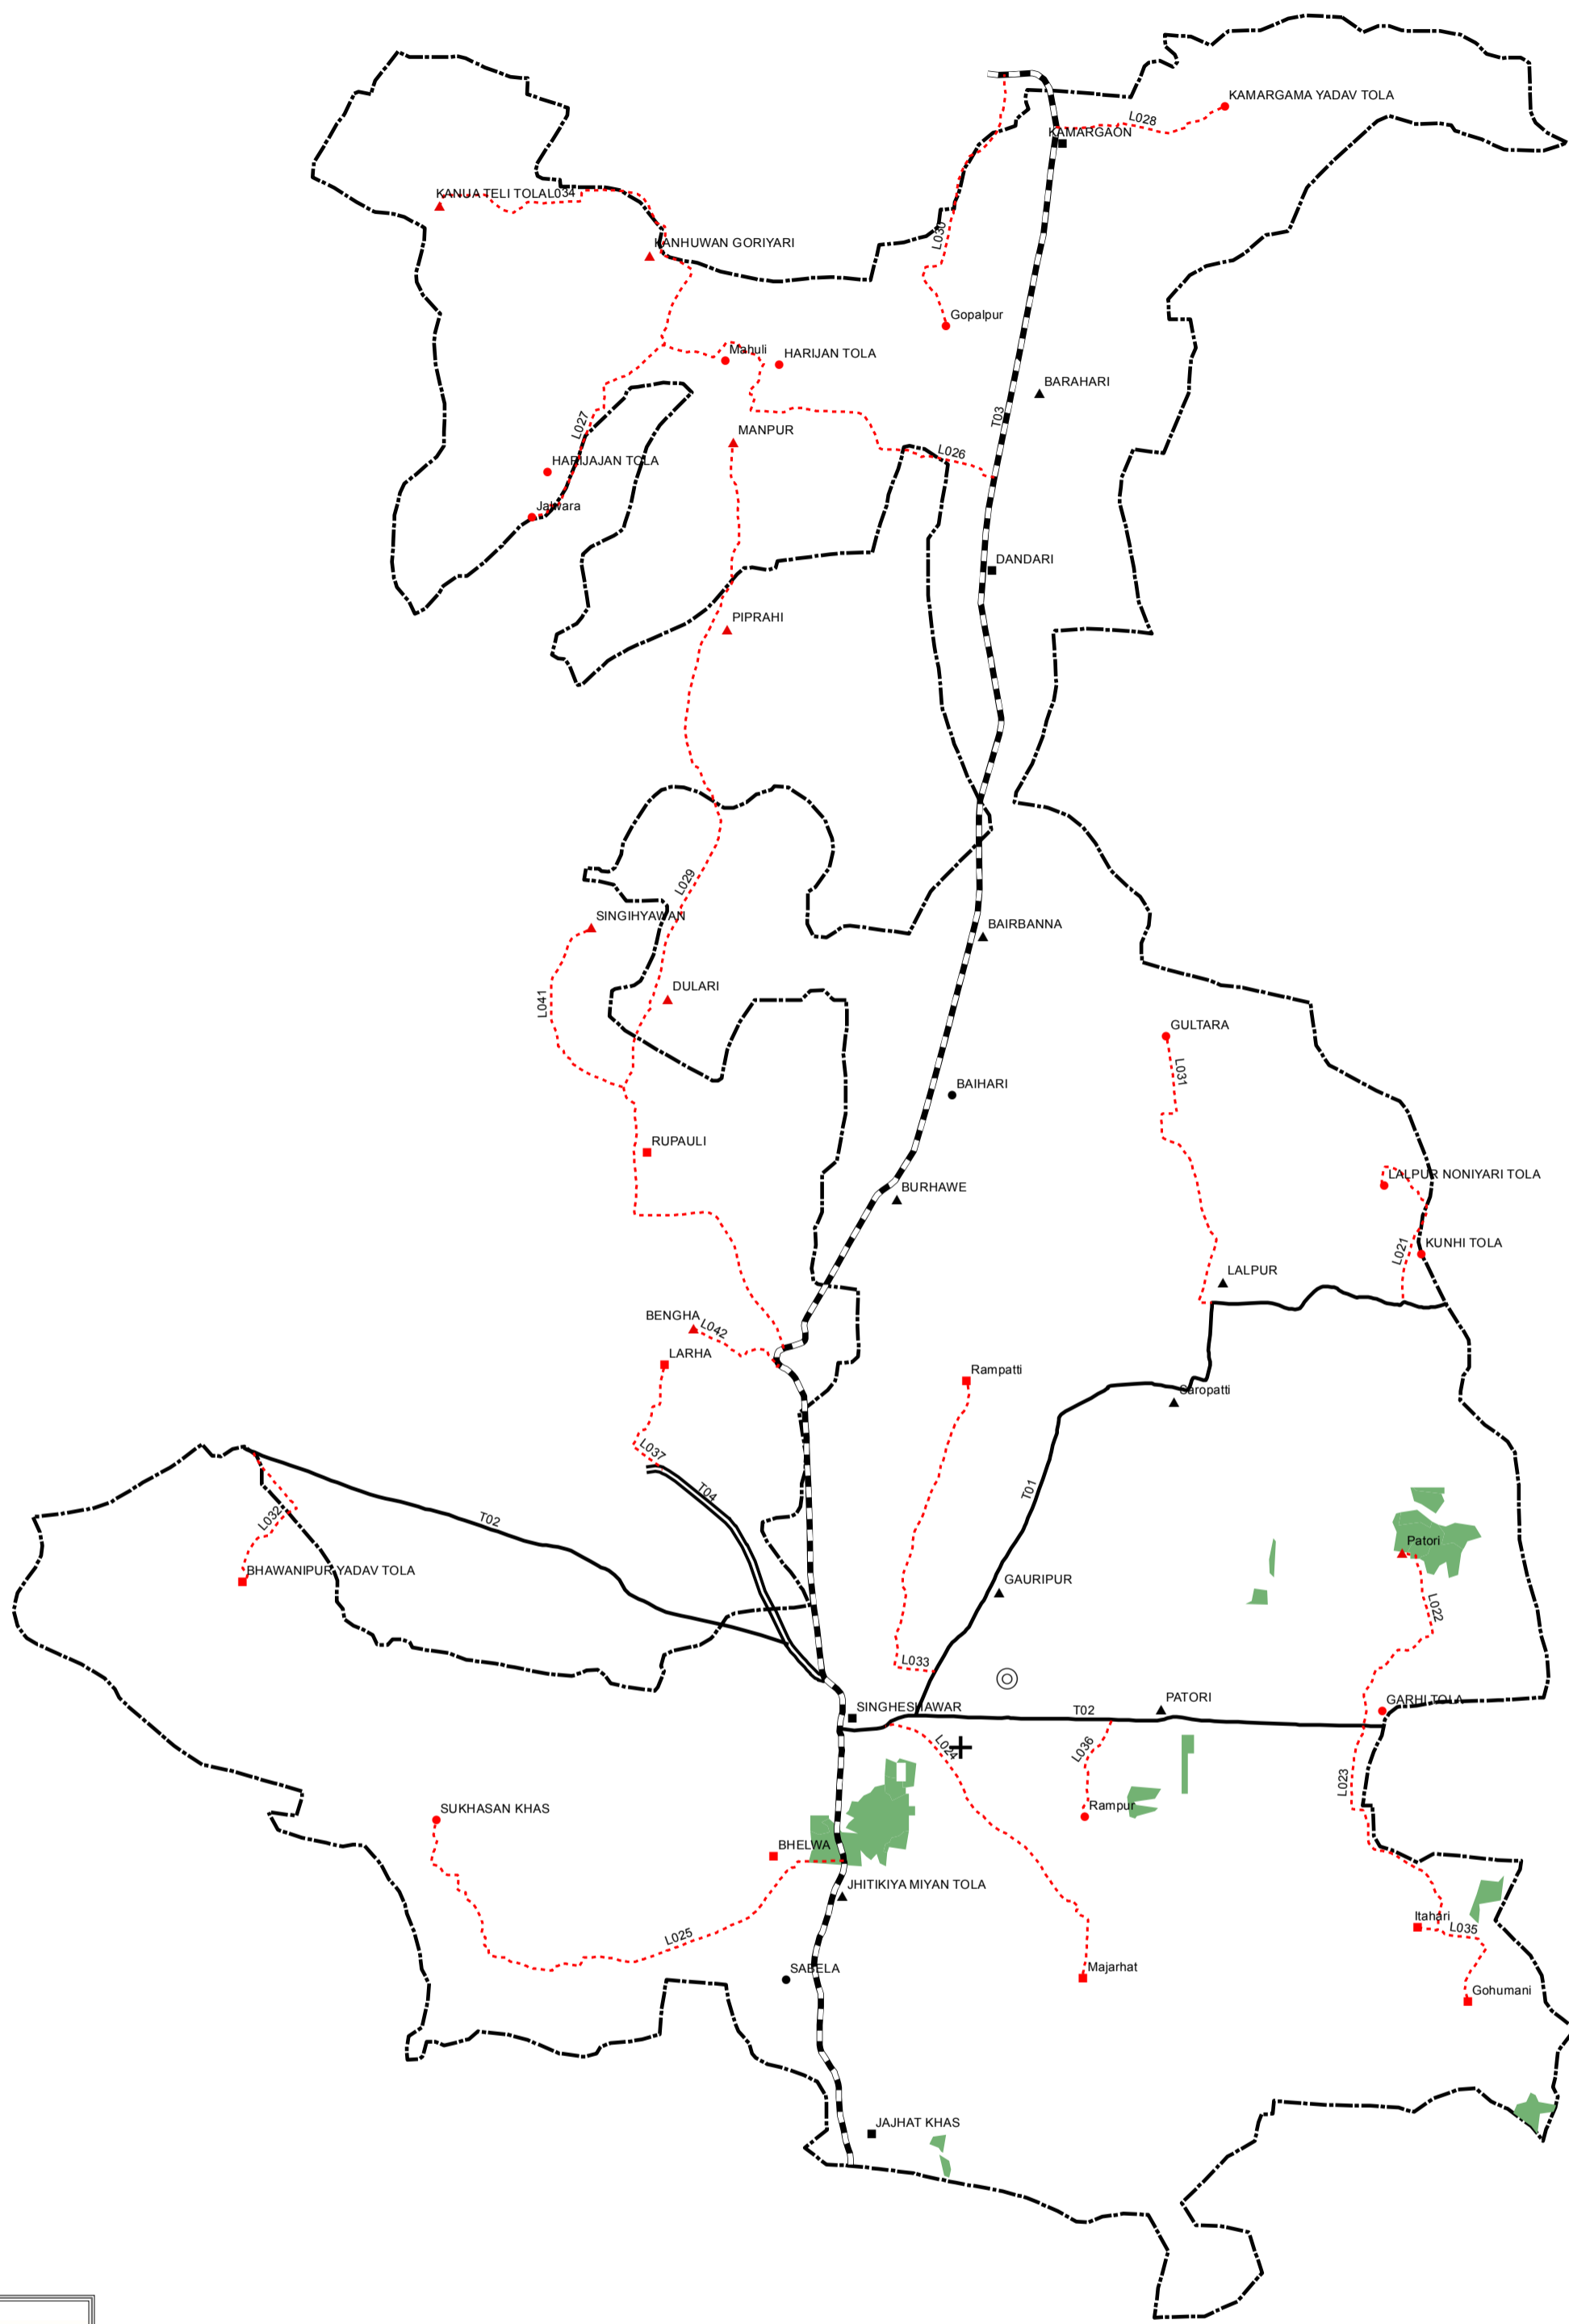 KAMARGAMA YADAV TOLA
L028
KAMARGAON
KANUA TELI TOLAL034
L030
KANHUWAN GORIYARI
Gopalpur
Mahuli
HARIJAN TOLA
BARAHARI
T03
L027
MANPUR
L026
HARIJAJAN TOLA
Jalwara
DANDARI
PIPRAHI
L029
SINGIHYAWAN
BAIRBANNA
DULARI
L041
GULTARA
L031
BAIHARI
RUPAULI
LALPUR NONIYARI TOLA
BURHAWE
L021
KUNHI TOLA
LALPUR
BENGHA
L042
LARHA
Rampatti
Saropatti
L037
T04
T01
T02
L032
Patori
BHAWANIPUR YADAV TOLA
GAURIPUR
L022
L033
SINGHESHAWAR
PATORI
GARHI TOLA
T02
L024
L036
L023
SUKHASAN KHAS
Rampur
BHELWA
JHITIKIYA MIYAN TOLA
Itahari
L035
L025
SABELA
Majarhat
Gohumani
JAJHAT KHAS